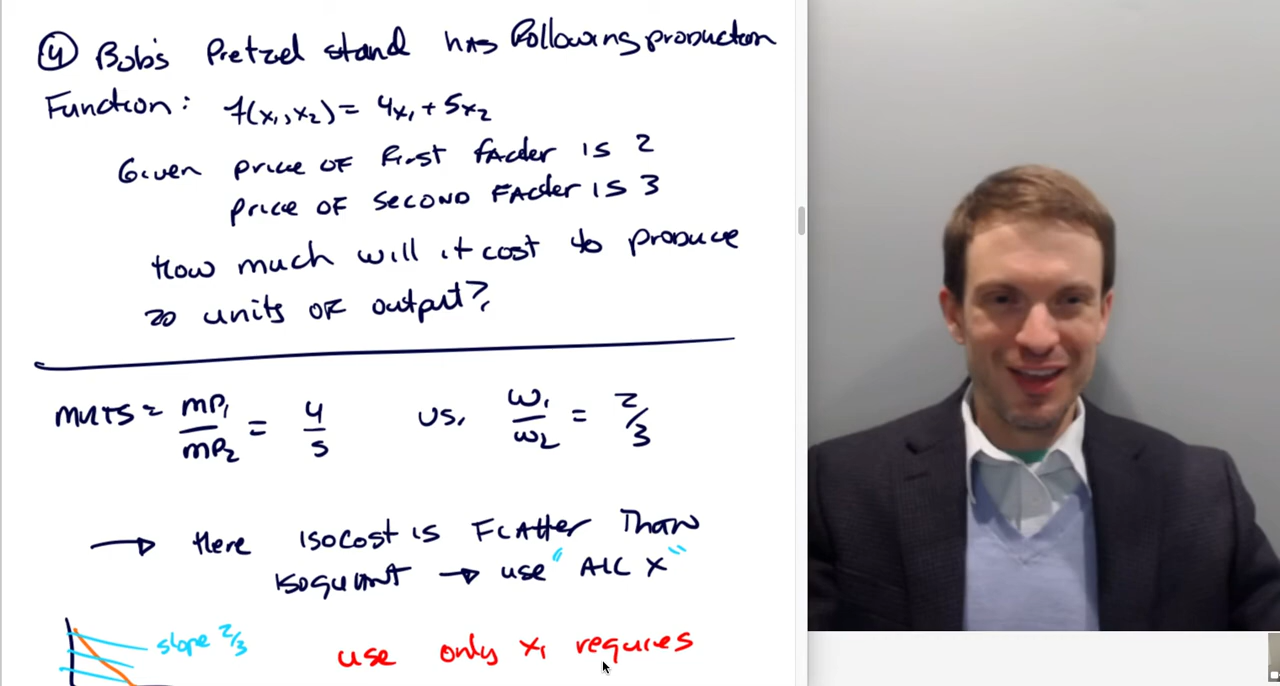 ④ Bob's Pretzel stand has following production
Function: f(x₁,x₂) = 4x₁ + 5x₂
Given price of first factor is 2
price of second factor is 3
How much will it cost to produce
20 units of output?
MRTS = MP₁/MP₂ = 4/5 vs. w₁/w₂ = 2/3
→ Here isocost is Flatter Than
isoquant → use "All X"
slope 2/3
use only x₁ requires